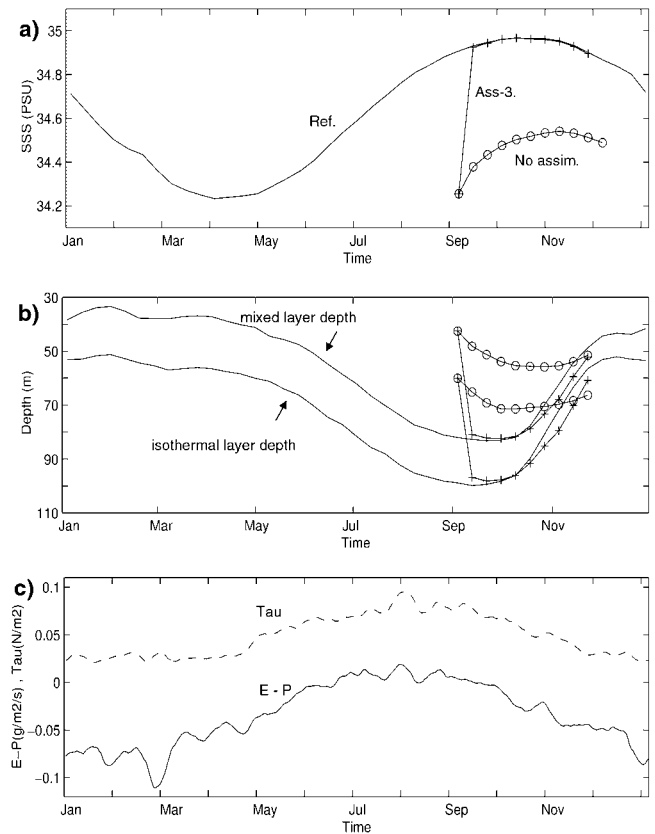 a)
35
34.8
34.6
34.4
34.2
SSS (PSU)
Ref.
Ass-3.
No assim.
Jan Mar May Jul Sep Nov
Time
b)
30
50
70
90
110
Depth (m)
mixed layer depth
isothermal layer depth
Jan Mar May Jul Sep Nov
Time
c)
0.1
0.05
0
−0.05
−0.1
E−P(g/m2/s) , Tau(N/m2)
Tau
E - P
Jan Mar May Jul Sep Nov
Time